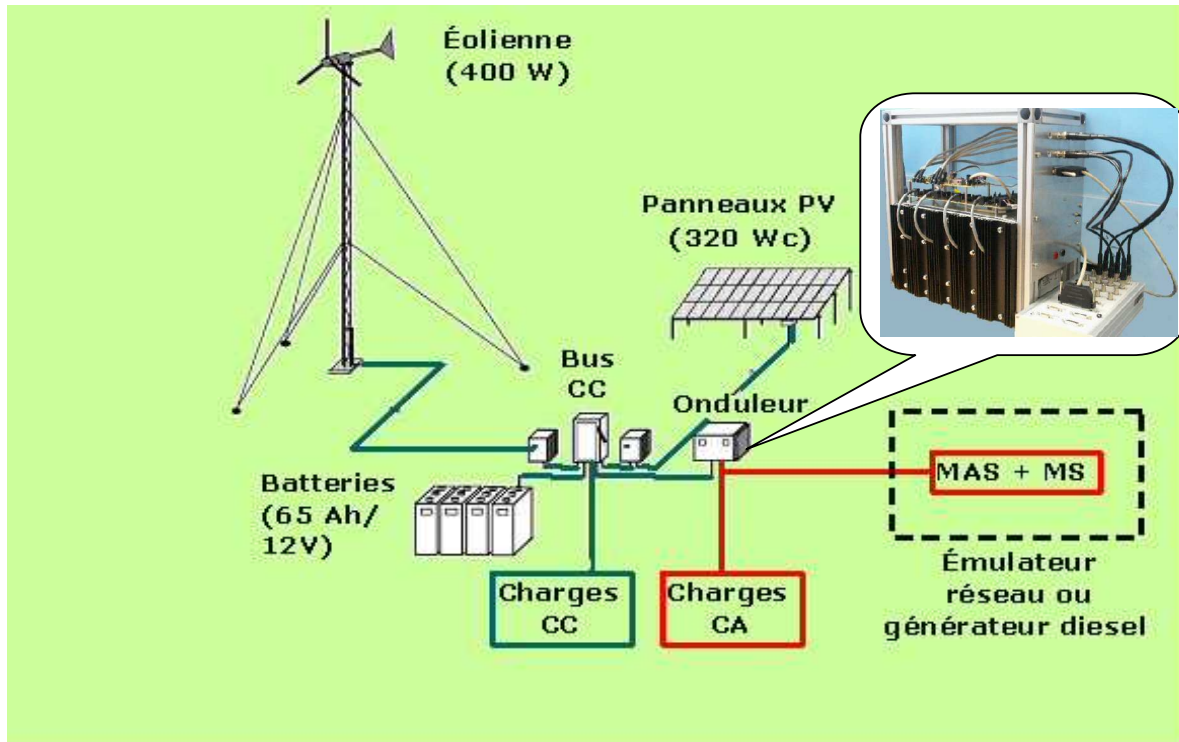 Éolienne
(400 W)
Panneaux PV
(320 Wc)
Bus
CC
Onduleur
Batteries
(65 Ah/
12V)
MAS + MS
Charges
CC
Charges
CA
Émulateur
réseau ou
générateur diesel